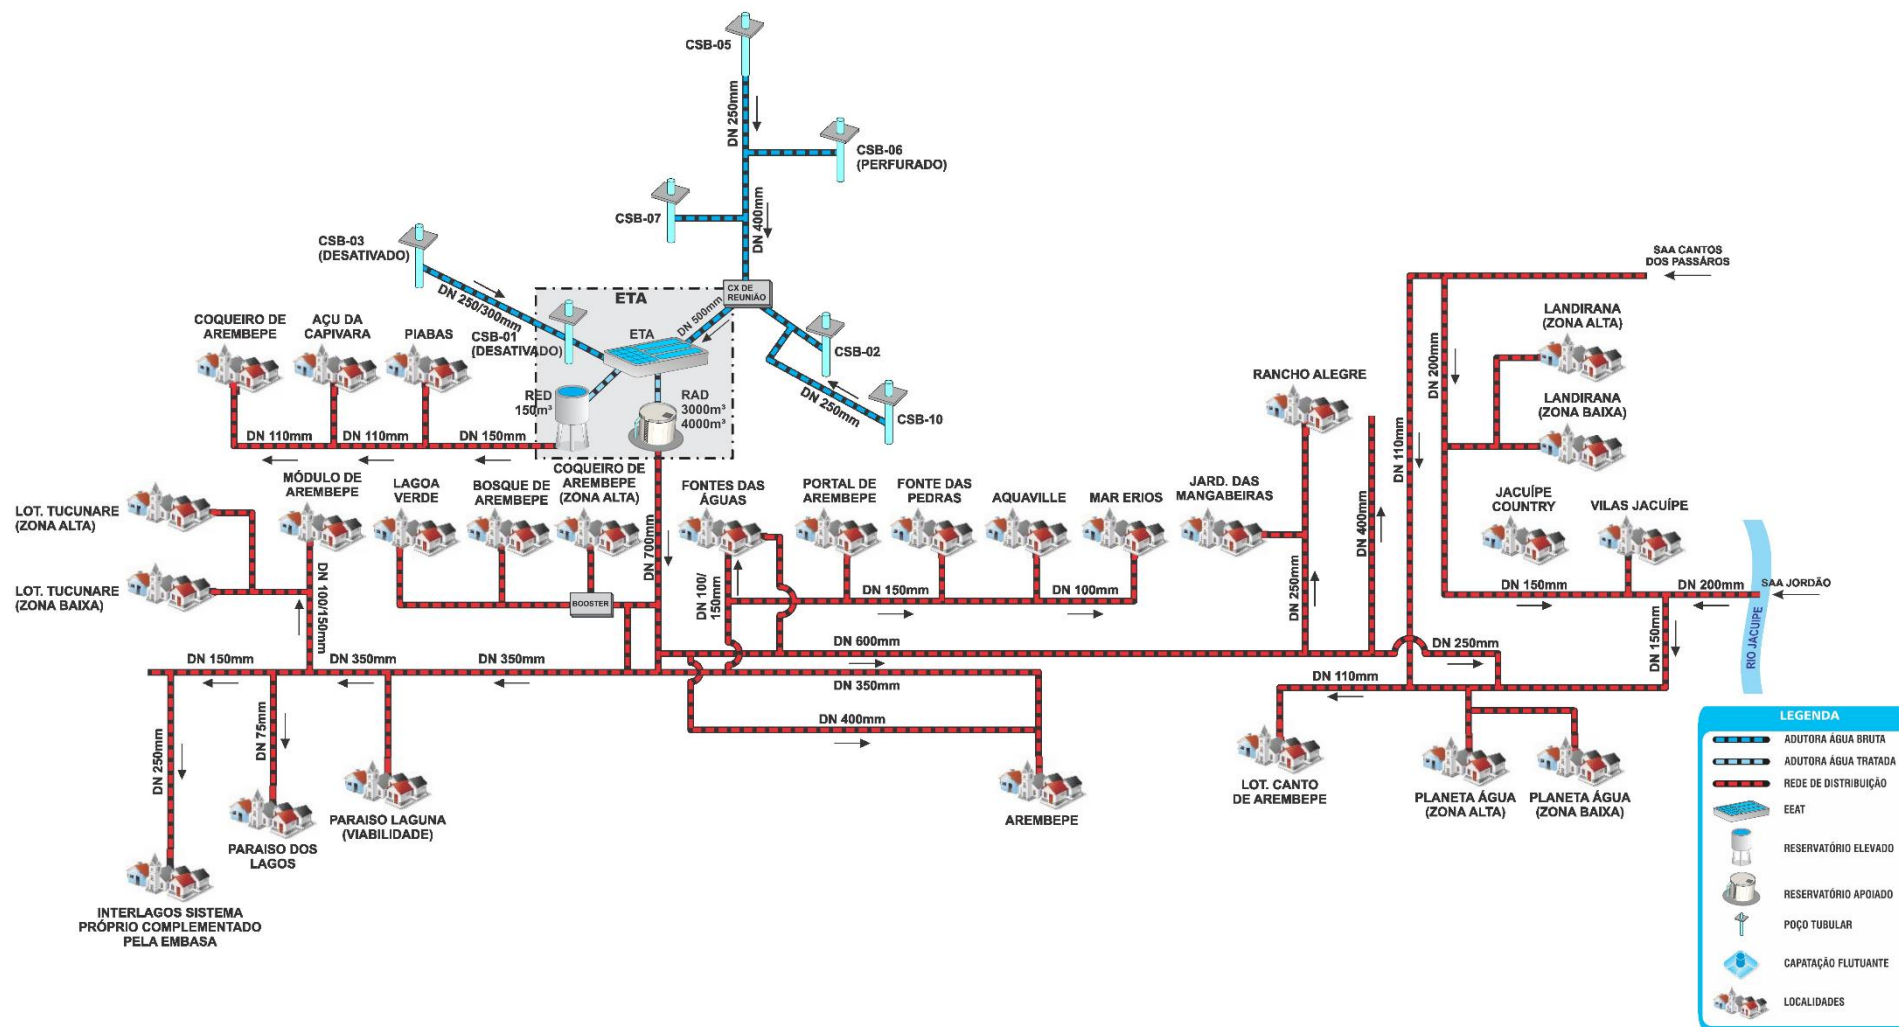 CSB-05
DN 250mm
CSB-06
(PERFURADO)
CSB-07
DN 400mm
CSB-03
(DESATIVADO)
DN 250/300mm
CX DE
REUNIÃO
ETA
DN 500mm
ETA
CSB-01
(DESATIVADO)
CSB-02
DN 250mm
CSB-10
RED
150m³
RAD
3000m³
4000m³
COQUEIRO DE
AREMBEPE
AÇU DA
CAPIVARA
PIABAS
DN 110mm
DN 110mm
DN 150mm
SAA CANTOS
DOS PASSÁROS
LANDIRANA
(ZONA ALTA)
DN 200mm
LANDIRANA
(ZONA BAIXA)
DN 110mm
RANCHO ALEGRE
DN 400mm
MÓDULO DE
AREMBEPE
LAGOA
VERDE
BOSQUE DE
AREMBEPE
COQUEIRO DE
AREMBEPE
(ZONA ALTA)
FONTES DAS
ÁGUAS
PORTAL DE
AREMBEPE
FONTE DAS
PEDRAS
AQUAVILLE
MAR ERIOS
JARD. DAS
MANGABEIRAS
JACUÍPE
COUNTRY
VILAS JACUÍPE
LOT. TUCUNARE
(ZONA ALTA)
LOT. TUCUNARE
(ZONA BAIXA)
DN 100/150mm
BOOSTER
DN 700mm
DN 100/
150mm
DN 150mm
DN 100mm
DN 250mm
DN 150mm
DN 200mm
SAA JORDÃO
RIO JACUIPE
DN 150mm
DN 600mm
DN 250mm
DN 150mm
DN 350mm
DN 350mm
DN 350mm
DN 110mm
DN 400mm
DN 250mm
DN 75mm
PARAISO DOS
LAGOS
PARAISO LAGUNA
(VIABILIDADE)
AREMBEPE
LOT. CANTO
DE AREMBEPE
PLANETA ÁGUA
(ZONA ALTA)
PLANETA ÁGUA
(ZONA BAIXA)
INTERLAGOS SISTEMA
PRÓPRIO COMPLEMENTADO
PELA EMBASA
LEGENDA
ADUTORA ÁGUA BRUTA
ADUTORA ÁGUA TRATADA
REDE DE DISTRIBUIÇÃO
EEAT
RESERVATÓRIO ELEVADO
RESERVATÓRIO APOIADO
POÇO TUBULAR
CAPATAÇÃO FLUTUANTE
LOCALIDADES